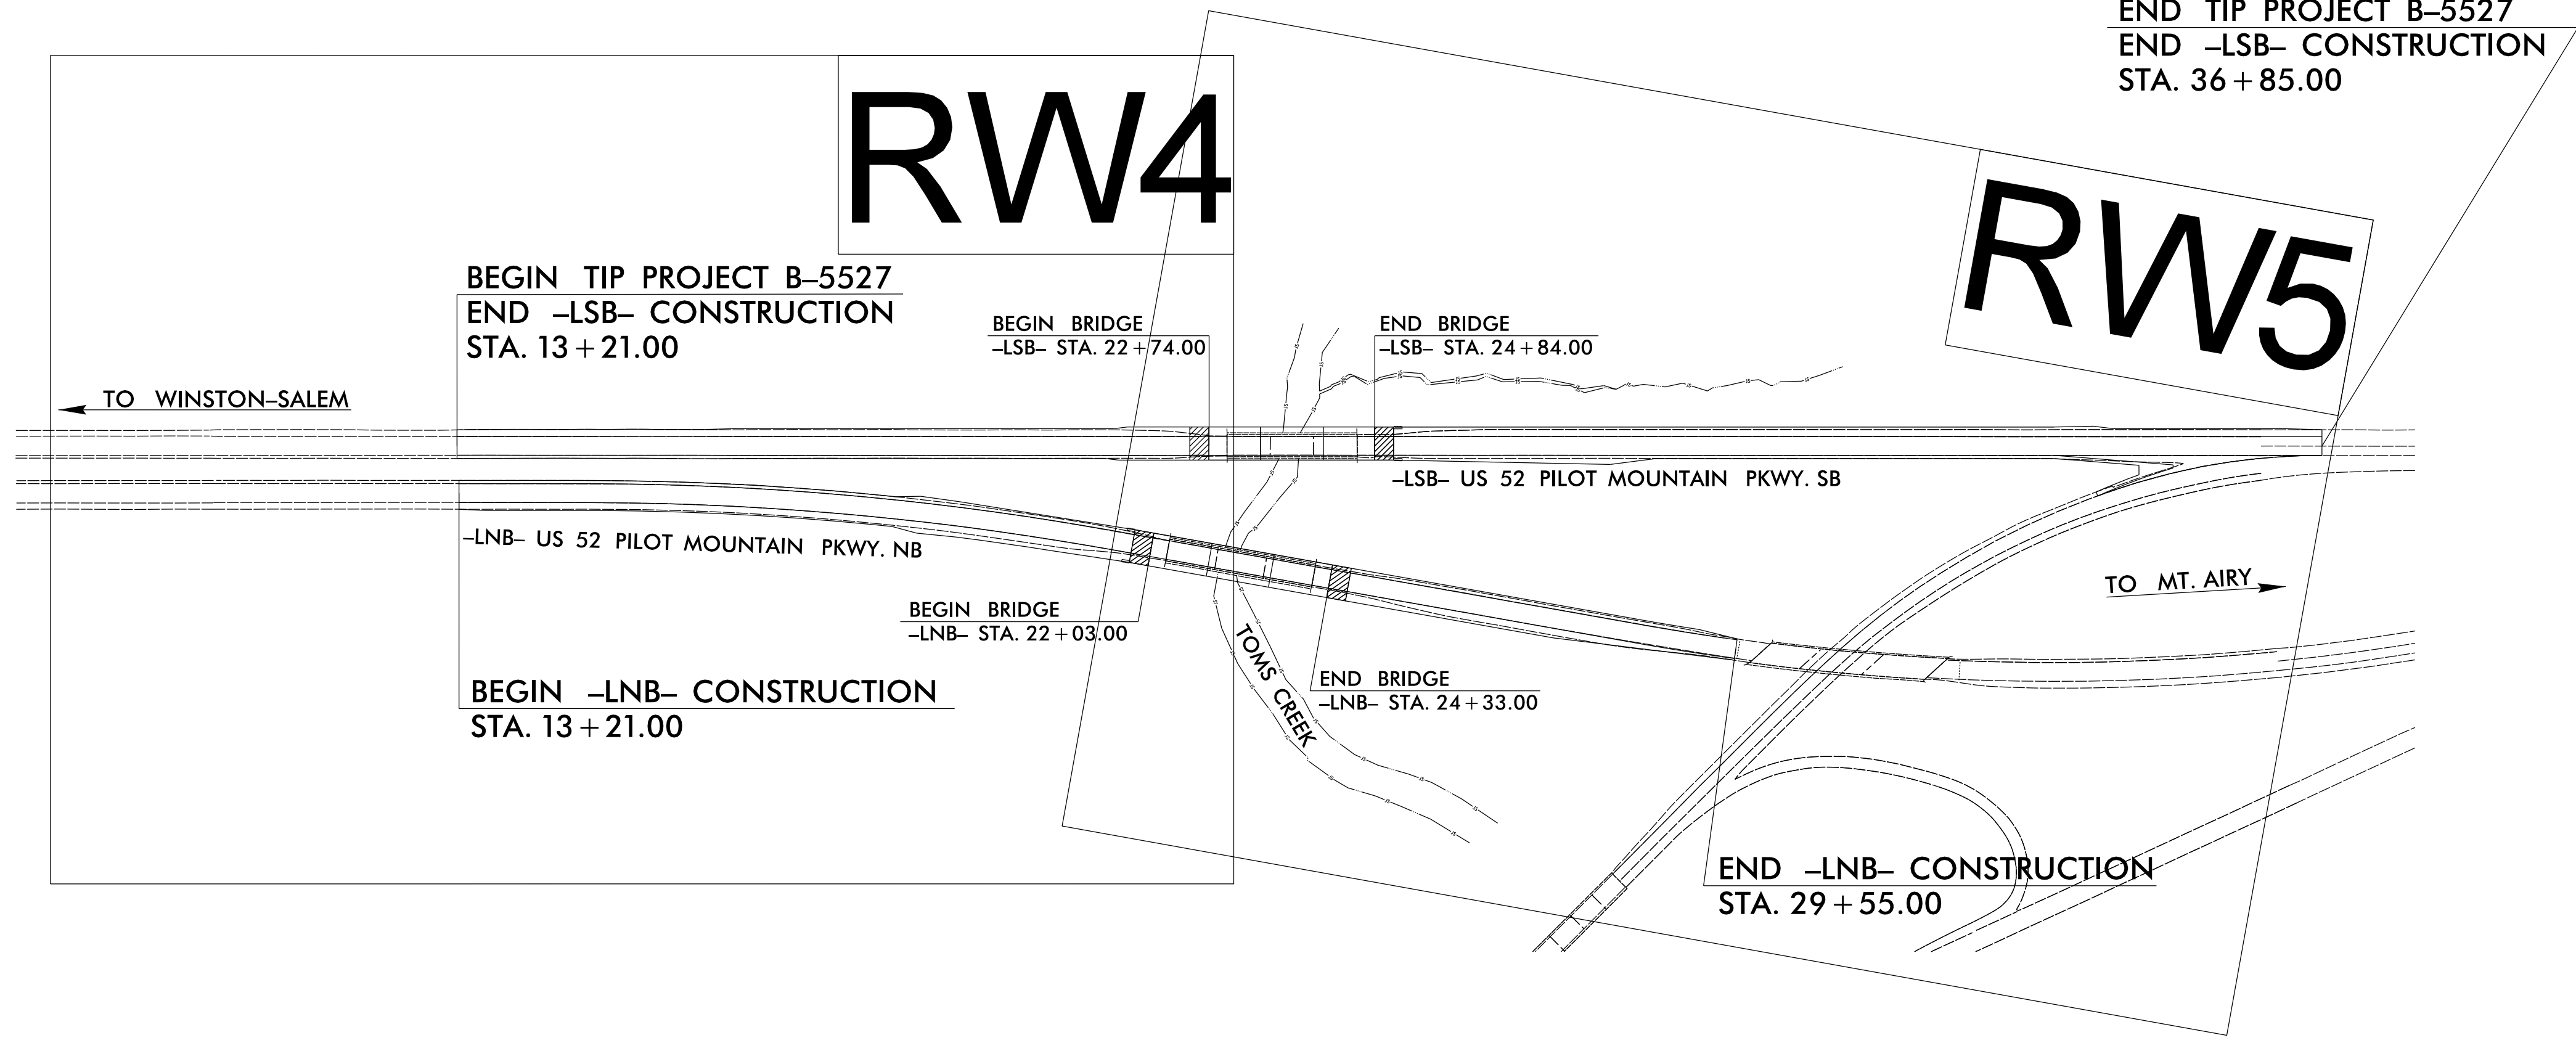 END TIP PROJECT B–5527
END –LSB– CONSTRUCTION
STA. 36+85.00
RW4
RW5
BEGIN TIP PROJECT B–5527
END –LSB– CONSTRUCTION
STA. 13+21.00
BEGIN BRIDGE
–LSB– STA. 22+74.00
END BRIDGE
–LSB– STA. 24+84.00
TO WINSTON–SALEM
–LSB– US 52 PILOT MOUNTAIN PKWY. SB
–LNB– US 52 PILOT MOUNTAIN PKWY. NB
TO MT. AIRY
BEGIN BRIDGE
–LNB– STA. 22+03.00
TOMS CREEK
END BRIDGE
–LNB– STA. 24+33.00
BEGIN –LNB– CONSTRUCTION
STA. 13+21.00
END –LNB– CONSTRUCTION
STA. 29+55.00